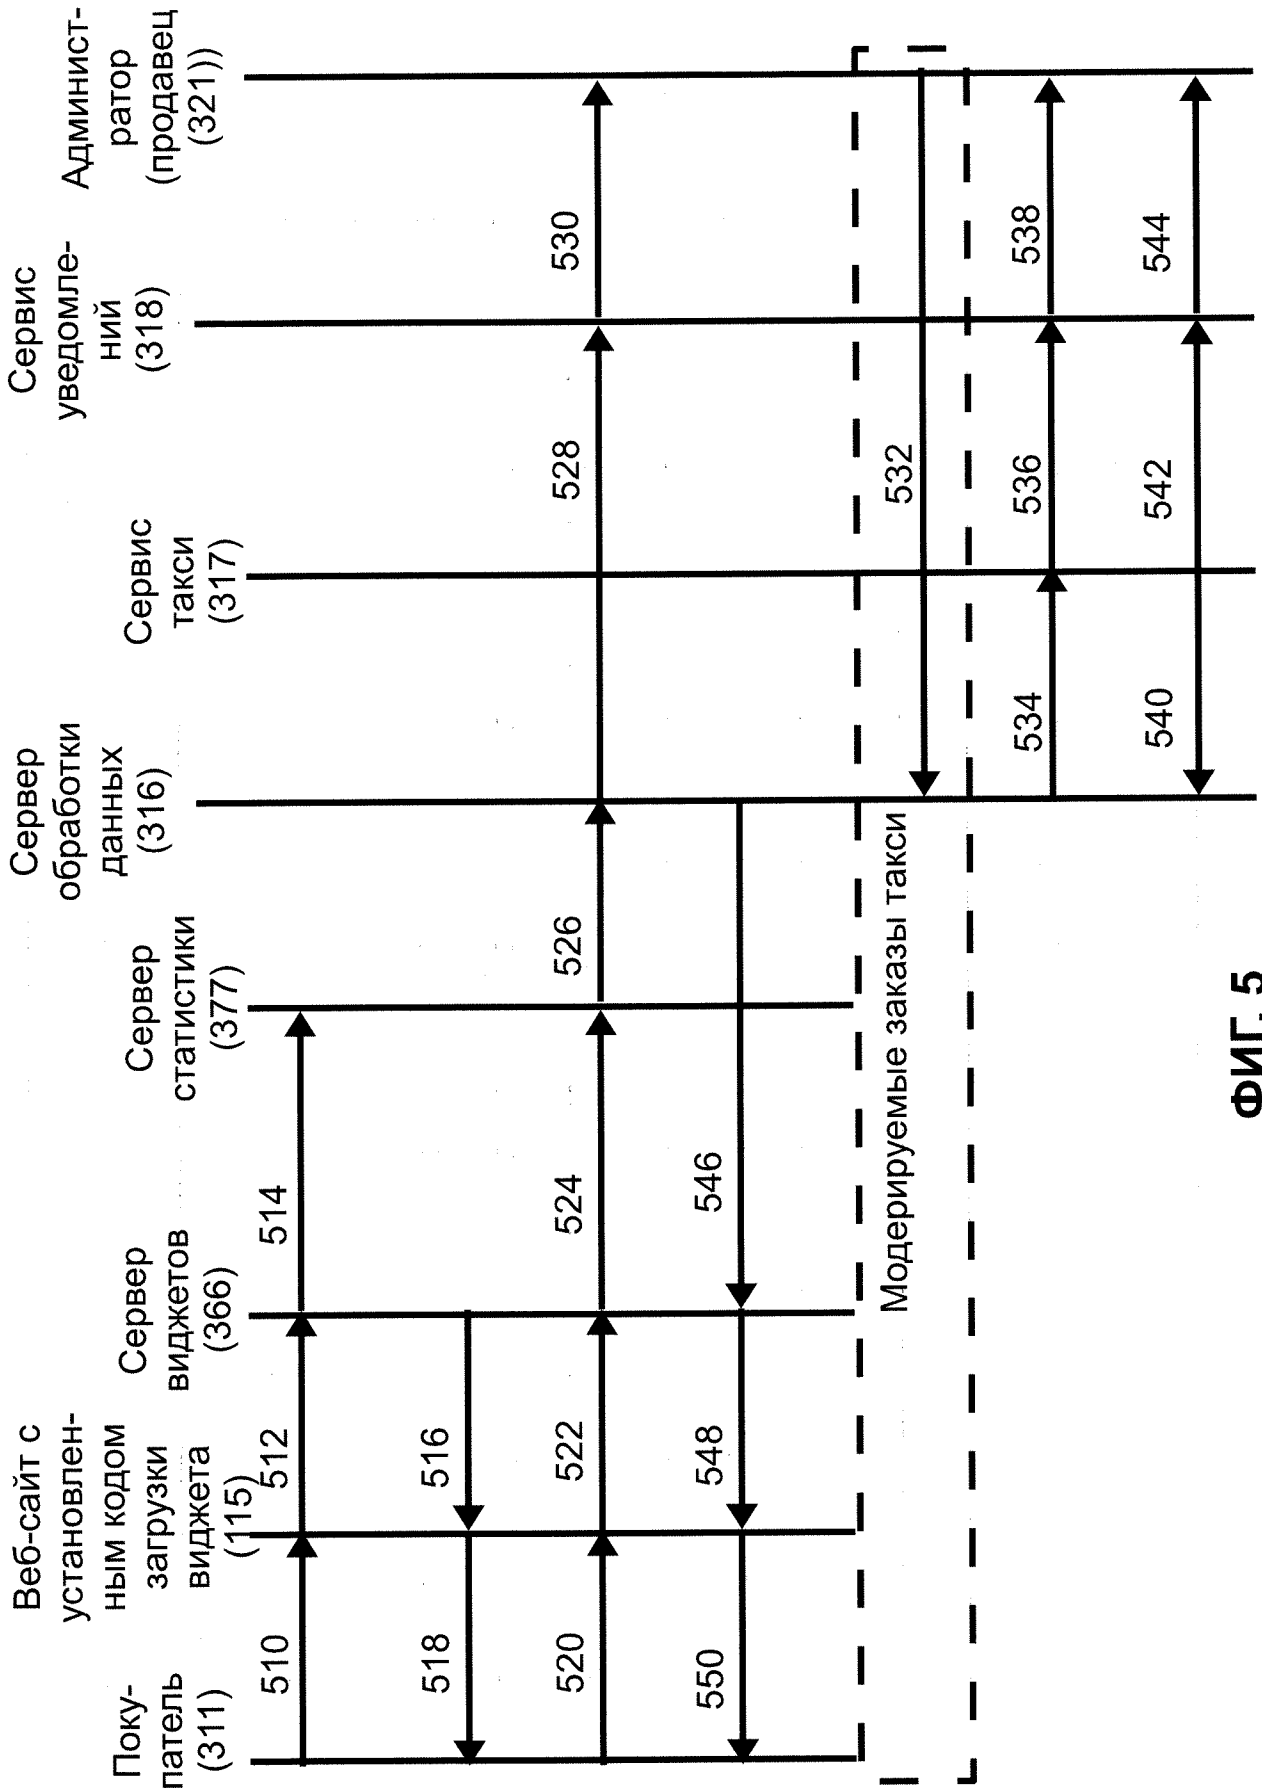 Поку-
патель
(311)
Веб-сайт с
установлен-
ным кодом
загрузки
виджета
(115)
Сервер
виджетов
(366)
Сервер
статистики
(377)
Сервер
обработки
данных
(316)
Сервис
такси
(317)
Сервис
уведомле-
ний
(318)
Админист-
ратор
(продавец
(321))
510
512
514
518
516
520
522
524
526
528
530
550
548
546
Модерируемые заказы такси
532
534
536
538
540
542
544
ФИГ. 5